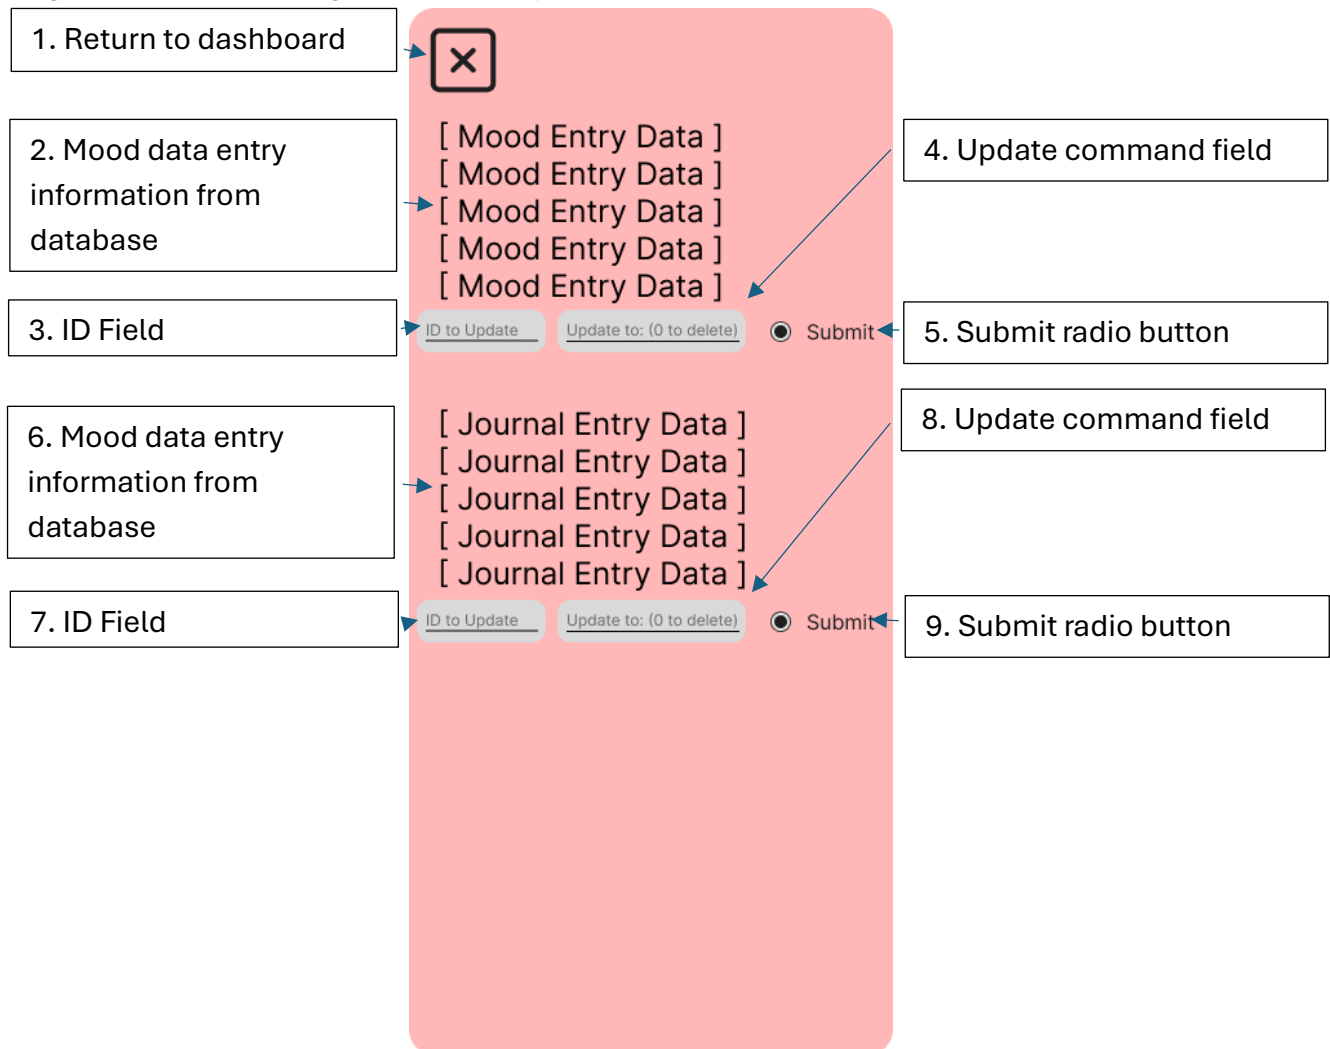 1. Return to dashboard
2. Mood data entry
information from
database
3. ID Field
[ Mood Entry Data ]
[ Mood Entry Data ]
[ Mood Entry Data ]
[ Mood Entry Data ]
[ Mood Entry Data ]
ID to Update
Update to: (0 to delete)
Submit
4. Update command field
5. Submit radio button
6. Mood data entry
information from
database
7. ID Field
[ Journal Entry Data ]
[ Journal Entry Data ]
[ Journal Entry Data ]
[ Journal Entry Data ]
[ Journal Entry Data ]
ID to Update
Update to: (0 to delete)
Submit
8. Update command field
9. Submit radio button